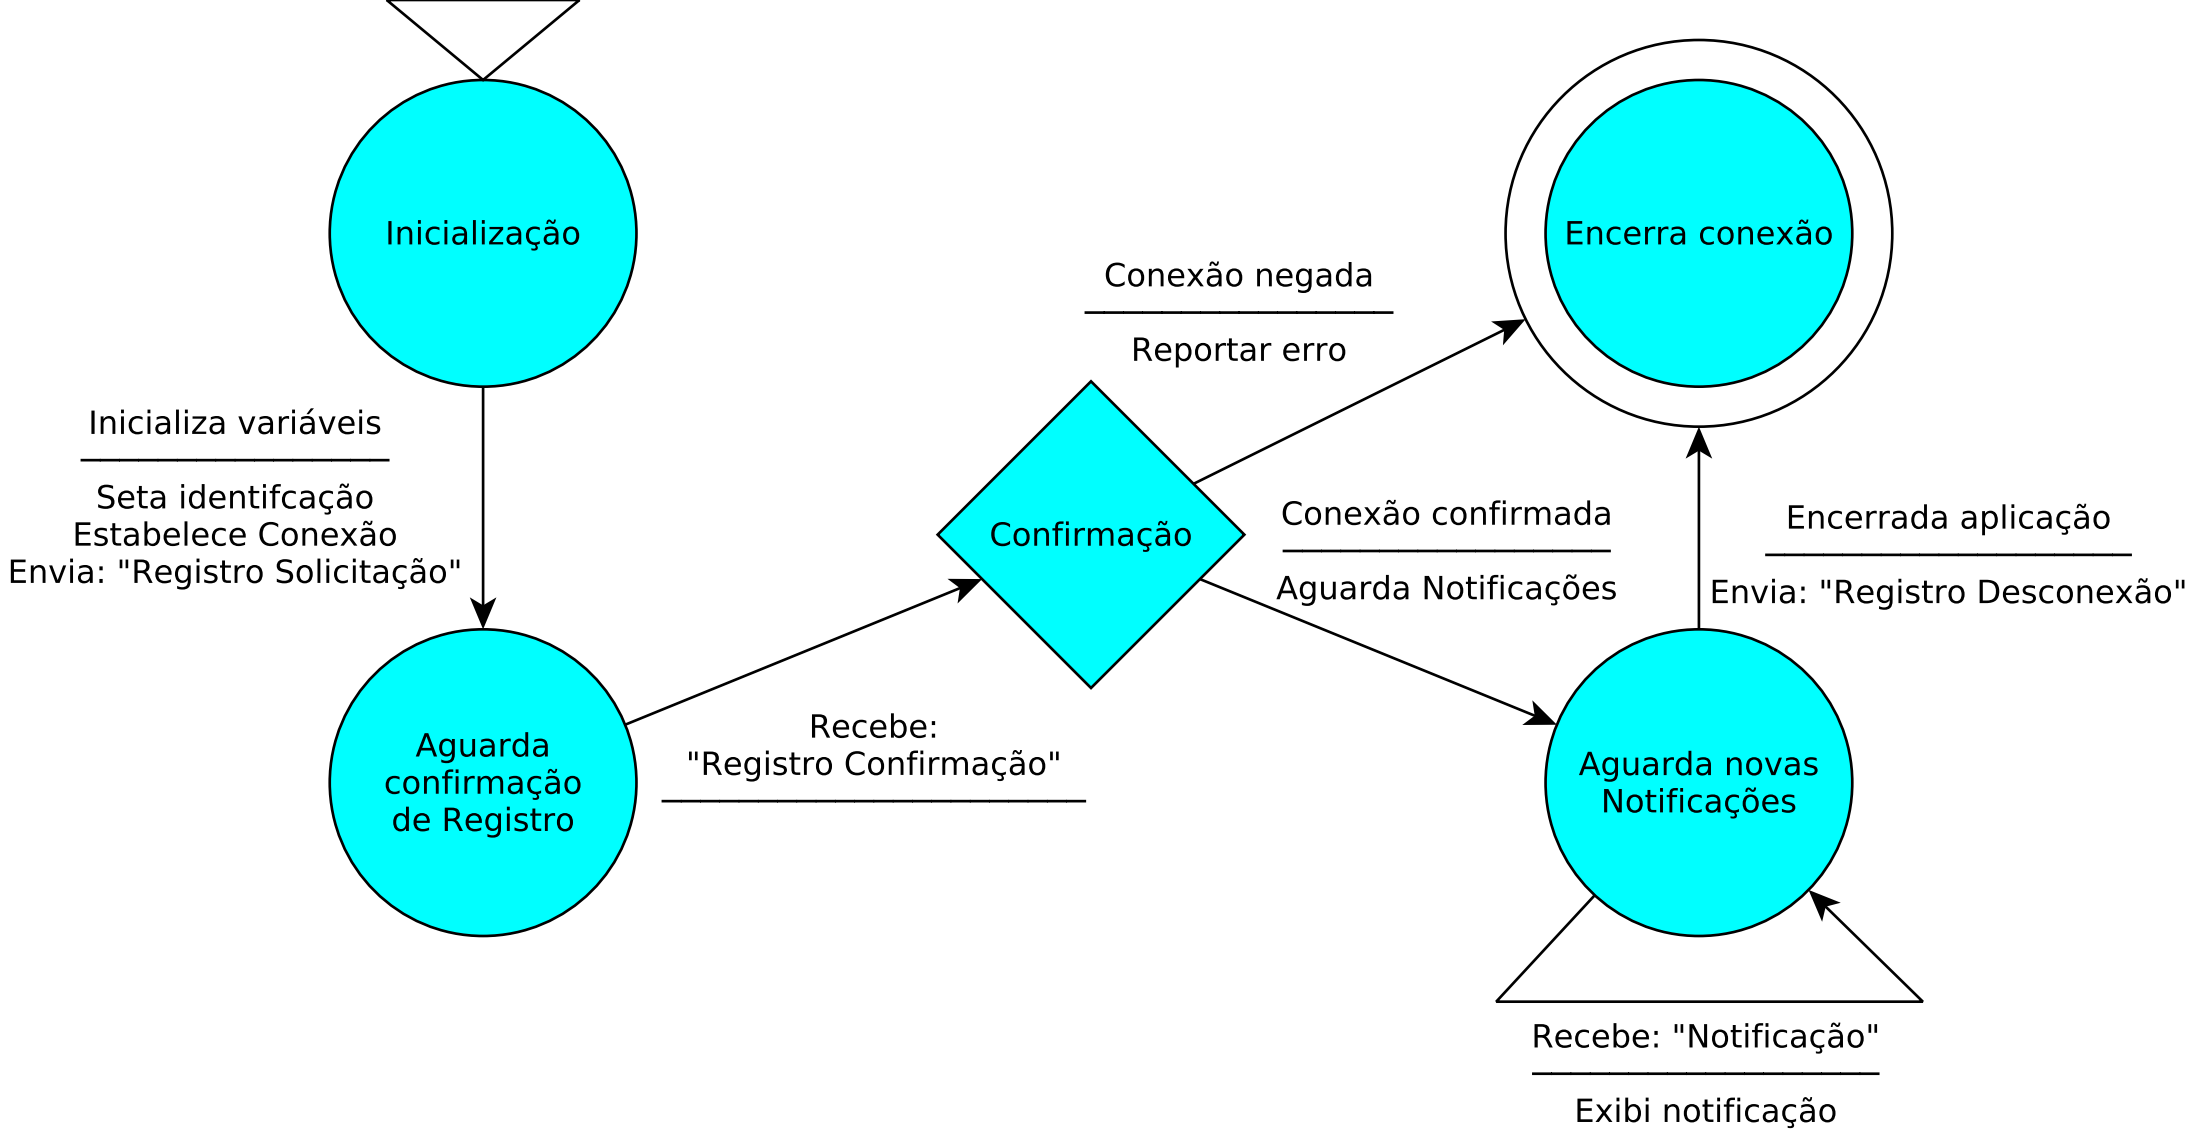 Inicialização
Encerra conexão
Conexão negada
Reportar erro
Inicializa variáveis
Seta identifcação
Estabelece Conexão
Envia: "Registro Solicitação"
Confirmação
Conexão confirmada
Aguarda Notificações
Encerrada aplicação
Envia: "Registro Desconexão"
Aguarda
confirmação
de Registro
Recebe:
"Registro Confirmação"
Aguarda novas
Notificações
Recebe: "Notificação"
Exibi notificação